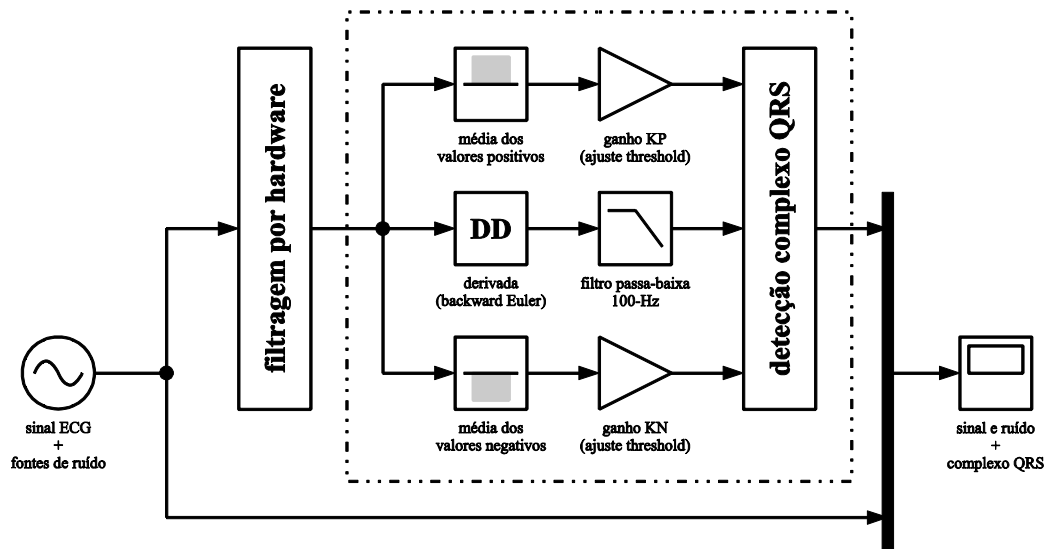 sinal ECG
+
fontes de ruído
filtragem por hardware
média dos
valores positivos
ganho KP
(ajuste threshold)
DD
derivada
(backward Euler)
filtro passa-baixa
100-Hz
média dos
valores negativos
ganho KN
(ajuste threshold)
detecção complexo QRS
sinal e ruído
+
complexo QRS